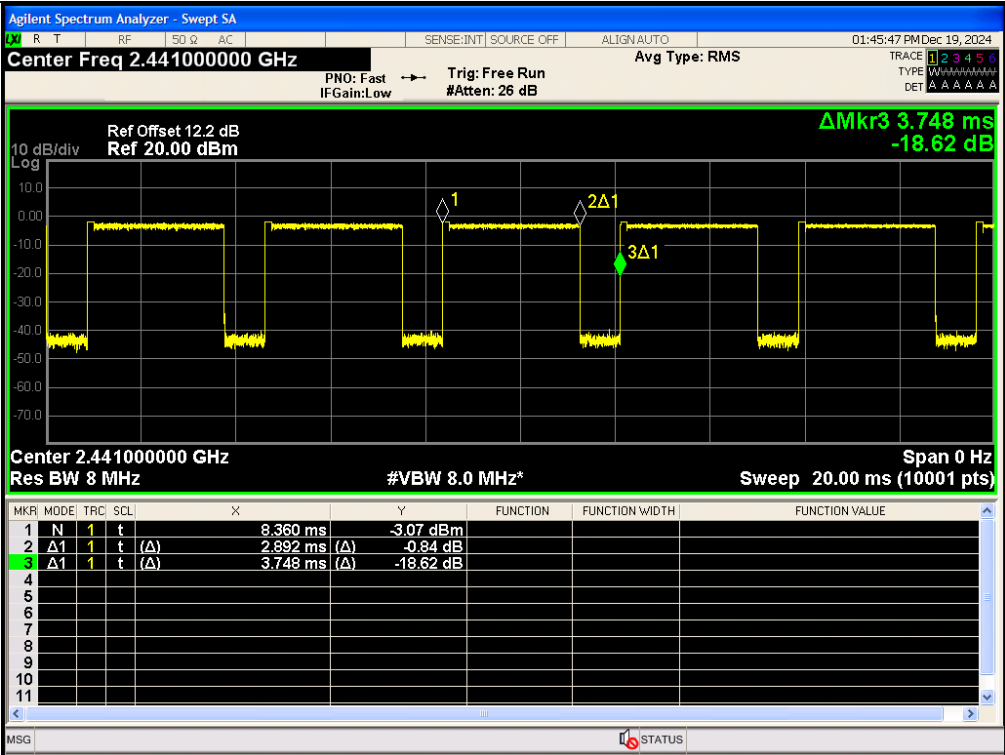 Agilent Spectrum Analyzer - Swept SA
LXI R T RF 50 Ω AC SENSE:INT SOURCE OFF ALIGN AUTO 01:45:47 PM Dec 19, 2024
Center Freq 2.441000000 GHz
Avg Type: RMS
TRACE 1 2 3 4 5 6
PNO: Fast Trig: Free Run
TYPE W
IFGain:Low #Atten: 26 dB
DET A A A A A A
ΔMkr3 3.748 ms
-18.62 dB
Ref Offset 12.2 dB
10 dB/div Ref 20.00 dBm
Log
10.0
0.00
-10.0
-20.0
-30.0
-40.0
-50.0
-60.0
-70.0
1
2Δ1
3Δ1
Center 2.441000000 GHz Span 0 Hz
Res BW 8 MHz #VBW 8.0 MHz* Sweep 20.00 ms (10001 pts)
MKR MODE TRC SCL X Y FUNCTION FUNCTION WIDTH FUNCTION VALUE
1 N 1 t 8.360 ms -3.07 dBm
2 Δ1 1 t (Δ) 2.892 ms (Δ) -0.84 dB
3 Δ1 1 t (Δ) 3.748 ms (Δ) -18.62 dB
4
5
6
7
8
9
10
11
MSG STATUS